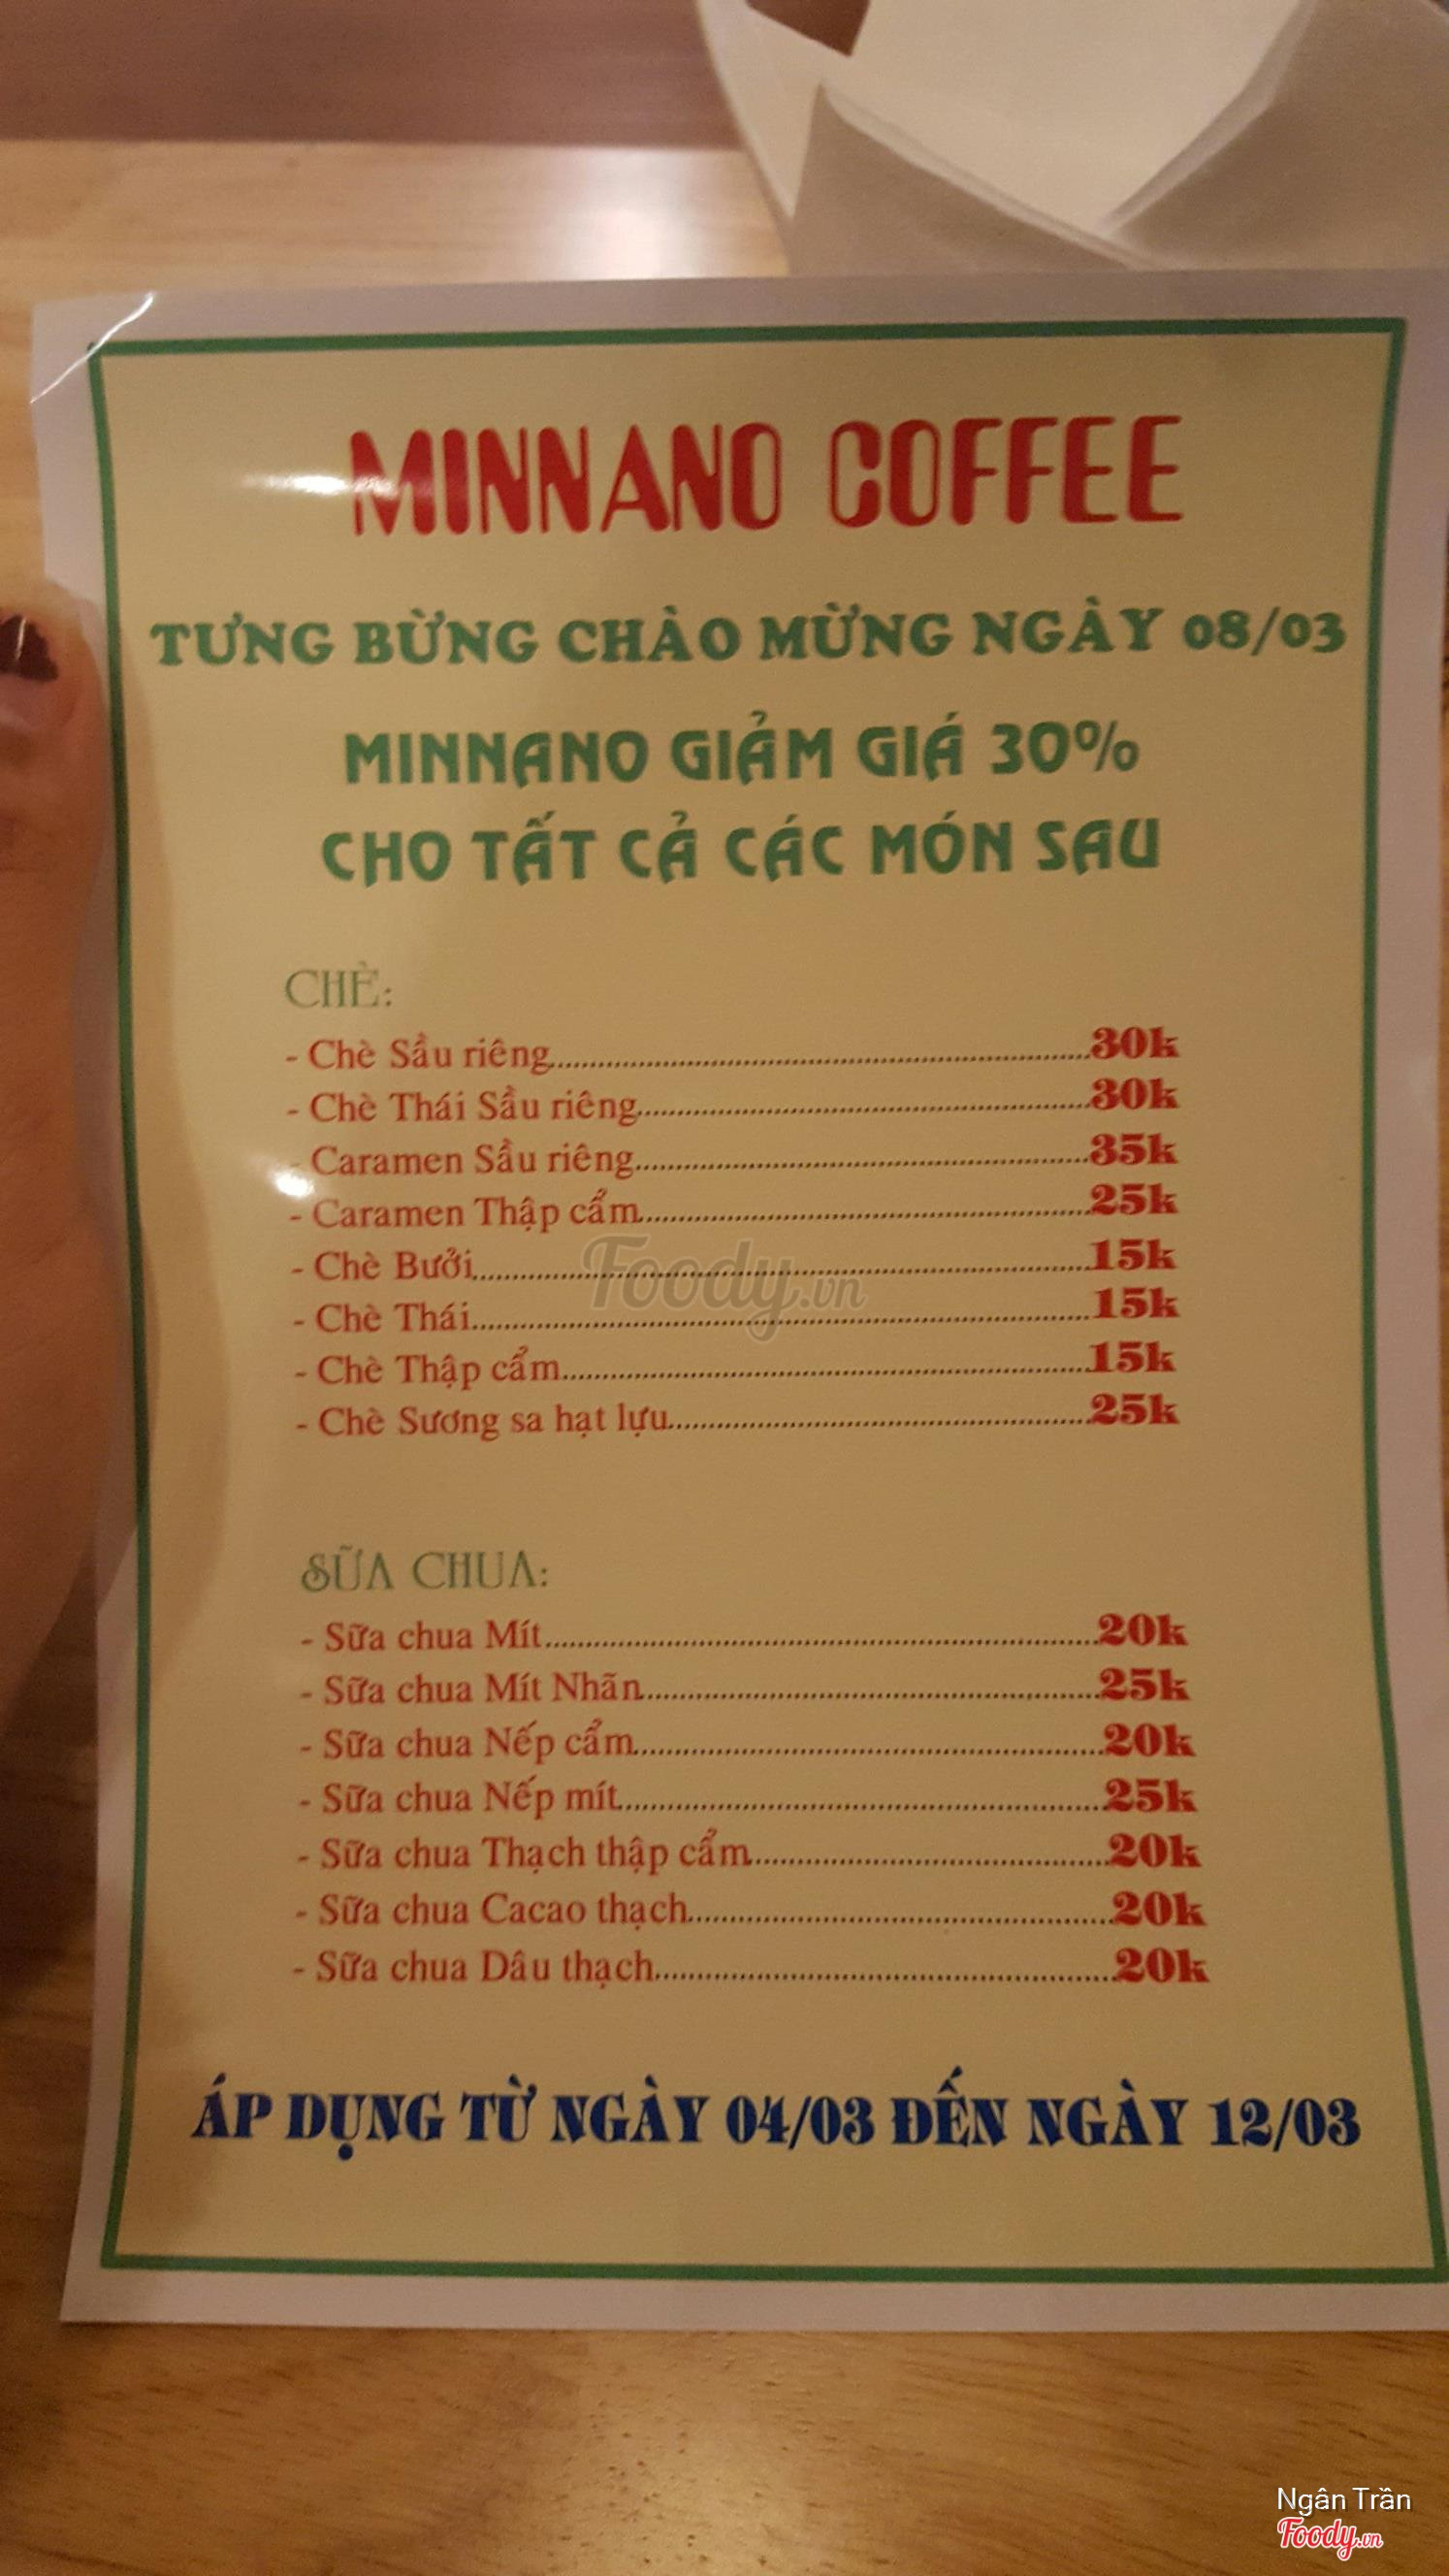 MINNANO COFFEE
TƯNG BỪNG CHÀO MỪNG NGÀY 08/03
MINNANO GIẢM GIÁ 30%
CHO TẤT CẢ CÁC MÓN SAU
CHÈ:
- Chè Sầu riêng........................30k
- Chè Thái Sầu riêng........................30k
- Caramen Sầu riêng........................35k
- Caramen Thập cẩm........................25k
- Chè Bưởi........................15k
- Chè Thái........................15k
- Chè Thập cẩm........................15k
- Chè Sương sa hạt lựu........................25k
Foody.vn
SỮA CHUA:
- Sữa chua Mít........................20k
- Sữa chua Mít Nhãn........................25k
- Sữa chua Nếp cẩm........................20k
- Sữa chua Nếp mít........................25k
- Sữa chua Thạch thập cẩm........................20k
- Sữa chua Cacao thạch........................20k
- Sữa chua Dâu thạch........................20k
ÁP DỤNG TỪ NGÀY 04/03 ĐẾN NGÀY 12/03
Ngân Trần
Foody.vn